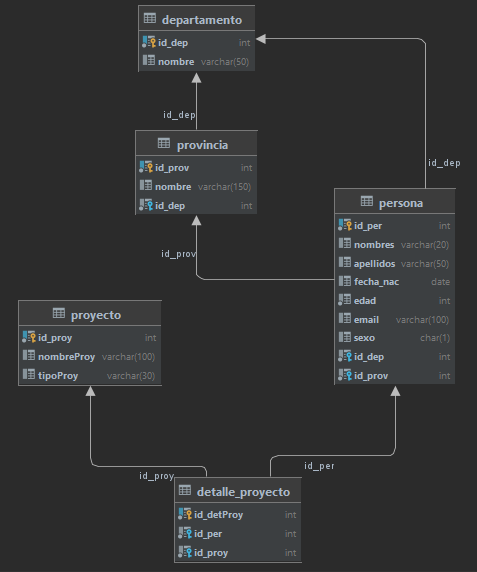 departamento
id_dep int
nombre varchar(50)
id_dep
provincia
id_prov int
nombre varchar(150)
id_dep int
id_dep
persona
id_per int
nombres varchar(20)
apellidos varchar(50)
fecha_nac date
edad int
email varchar(100)
sexo char(1)
id_dep int
id_prov int
id_prov
proyecto
id_proy int
nombreProy varchar(100)
tipoProy varchar(30)
id_proy
id_per
detalle_proyecto
id_detProy int
id_per int
id_proy int